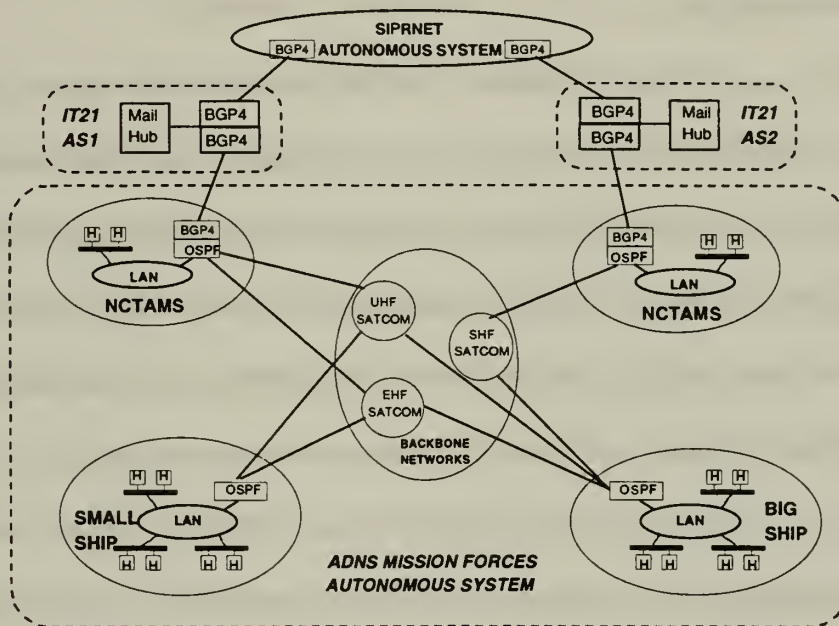 SIPRNET
BGP4 AUTONOMOUS SYSTEM BGP4
IT21
AS1
Mail
Hub
BGP4
BGP4
BGP4
BGP4
Mail
Hub
IT21
AS2
H H
BGP4
OSPF
LAN
NCTAMS
BGP4
OSPF
H H
LAN
NCTAMS
UHF
SATCOM
SHF
SATCOM
EHF
SATCOM
BACKBONE
NETWORKS
H H
OSPF
SMALL
SHIP
LAN
H H
H H
OSPF
H H
LAN
BIG
SHIP
H H
H H
ADNS MISSION FORCES
AUTONOMOUS SYSTEM